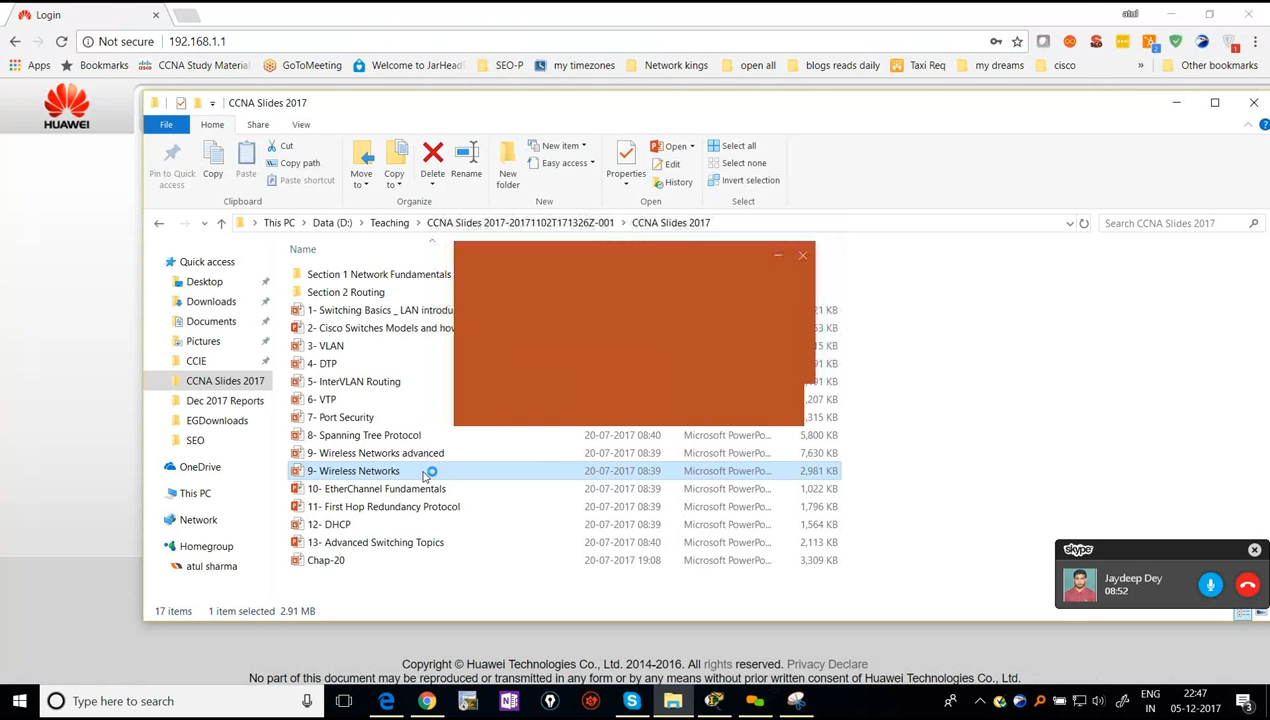 Login
atul
Not secure 192.168.1.1
Apps Bookmarks CCNA Study Material GoToMeeting Welcome to JarHead SEO-P my timezones Network kings open all blogs reads daily Taxi Req my dreams cisco » Other bookmarks
HUAWEI
CCNA Slides 2017
File Home Share View
Pin to Quick access
Copy
Paste
Cut
Copy path
Paste shortcut
Clipboard
Move to
Copy to
Delete
Rename
Organize
New folder
New item
Easy access
New
Properties
Open
Edit
History
Open
Select all
Select none
Invert selection
Select
This PC > Data (D:) > Teaching > CCNA Slides 2017-20171102T171326Z-001 > CCNA Slides 2017
Search CCNA Slides 2017
Quick access
Desktop
Downloads
Documents
Pictures
CCIE
CCNA Slides 2017
Dec 2017 Reports
EGDownloads
SEO
OneDrive
This PC
Network
Homegroup
atul sharma
Name
Section 1 Network Fundamentals
Section 2 Routing
1- Switching Basics _ LAN introdu
2- Cisco Switches Models and how
3- VLAN
4- DTP
5- InterVLAN Routing
6- VTP ,207 KB
7- Port Security ,315 KB
8- Spanning Tree Protocol 20-07-2017 08:40 Microsoft PowerPo... 5,800 KB
9- Wireless Networks advanced 20-07-2017 08:39 Microsoft PowerPo... 7,630 KB
9- Wireless Networks 20-07-2017 08:39 Microsoft PowerPo... 2,981 KB
10- EtherChannel Fundamentals 20-07-2017 08:39 Microsoft PowerPo... 1,022 KB
11- First Hop Redundancy Protocol 20-07-2017 08:39 Microsoft PowerPo... 1,796 KB
12- DHCP 20-07-2017 08:39 Microsoft PowerPo... 1,564 KB
13- Advanced Switching Topics 20-07-2017 08:40 Microsoft PowerPo... 2,113 KB
Chap-20 20-07-2017 19:08 Microsoft PowerPo... 3,309 KB
17 items 1 item selected 2.91 MB
skype
Jaydeep Dey
08:52
Copyright © Huawei Technologies Co., Ltd. 2014-2016. All rights reserved. Privacy Declare
No part of this document may be reproduced or transmitted in any form or by any means without prior written consent of Huawei Technologies Co., Ltd.
Type here to search
ENG
IN
22:47
05-12-2017
3